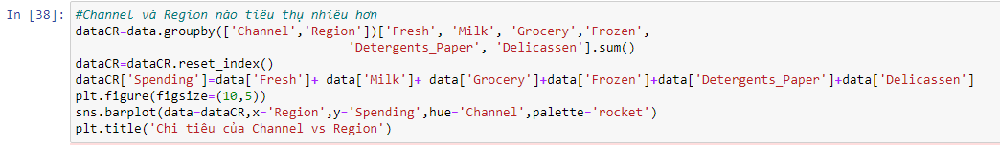 In [38]: #Channel và Region nào tiêu thụ nhiều hơn
dataCR=data.groupby(['Channel','Region'])['Fresh', 'Milk', 'Grocery','Frozen',
'Detergents_Paper', 'Delicassen'].sum()
dataCR=dataCR.reset_index()
dataCR['Spending']=data['Fresh']+ data['Milk']+ data['Grocery']+data['Frozen']+data['Detergents_Paper']+data['Delicassen']
plt.figure(figsize=(10,5))
sns.barplot(data=dataCR,x='Region',y='Spending',hue='Channel',palette='rocket')
plt.title('Chi tiêu của Channel vs Region')